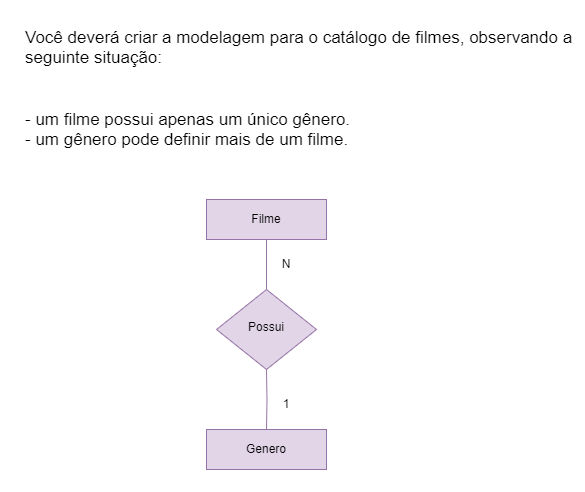 Você deverá criar a modelagem para o catálogo de filmes, observando a
seguinte situação:
- um filme possui apenas um único gênero.
- um gênero pode definir mais de um filme.
Filme
N
Possui
1
Genero